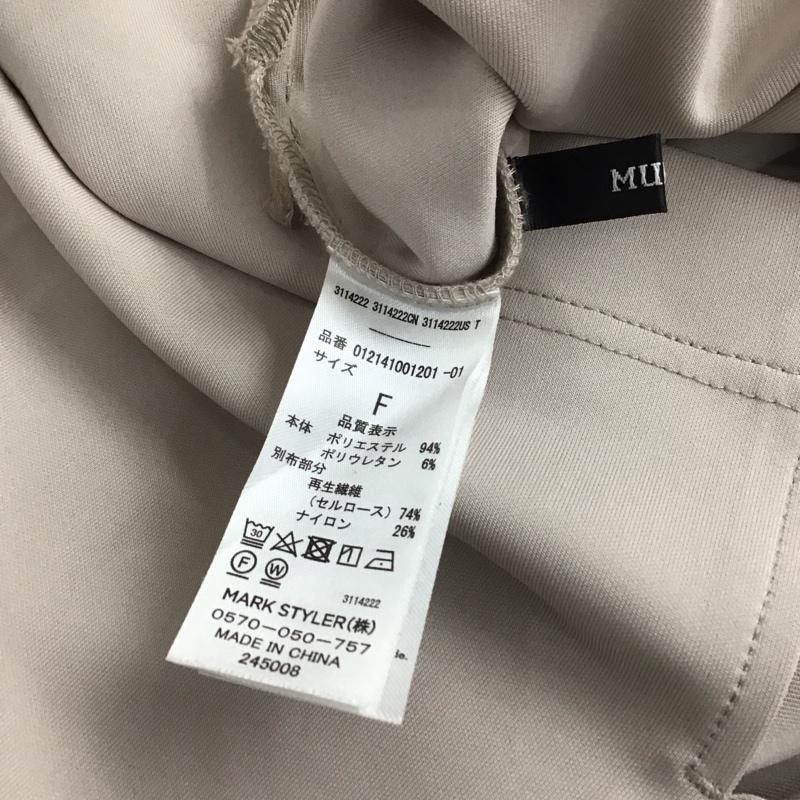 MU
3114222 3114222CN 3114222US T
品番 012141001201 -01
サイズ
F
品質表示
本体 ポリエステル 94%
ポリウレタン 6%
別布部分
再生繊維
(セルロース) 74%
ナイロン 26%
30
F W
3114222
MARK STYLER(株)
0570-050-757
MADE IN CHINA
245008